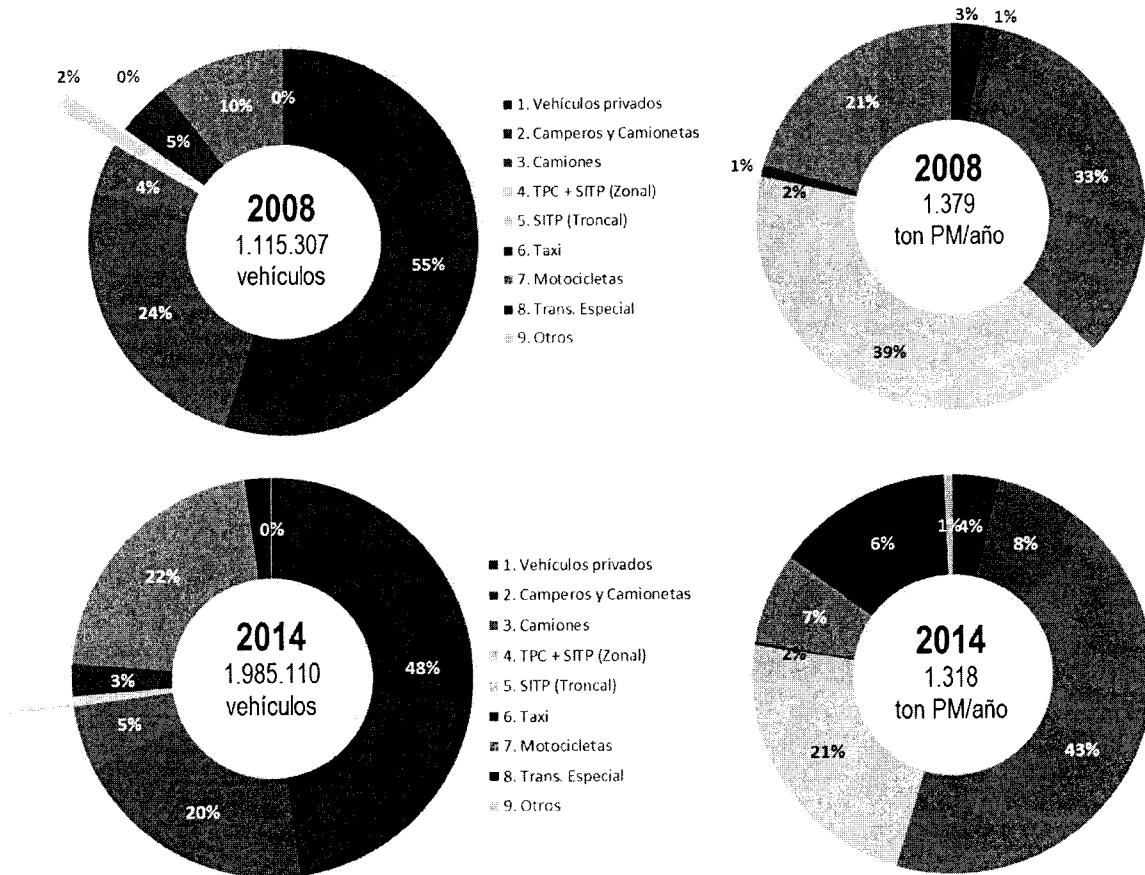 2%
0%
10%
0%
5%
4%
24%
55%
2008
1.115.307
vehículos
1. Vehículos privados
2. Camperos y Camionetas
3. Camiones
4. TPC + SITP (Zonal)
5. SITP (Troncal)
6. Taxi
7. Motocicletas
8. Trans. Especial
9. Otros
3%
1%
21%
33%
1%
2%
39%
2008
1.379
ton PM/año
0%
22%
48%
3%
5%
20%
2014
1.985.110
vehículos
1. Vehículos privados
2. Camperos y Camionetas
3. Camiones
4. TPC + SITP (Zonal)
5. SITP (Troncal)
6. Taxi
7. Motocicletas
8. Trans. Especial
9. Otros
1%
4%
6%
8%
7%
2%
21%
43%
2014
1.318
ton PM/año